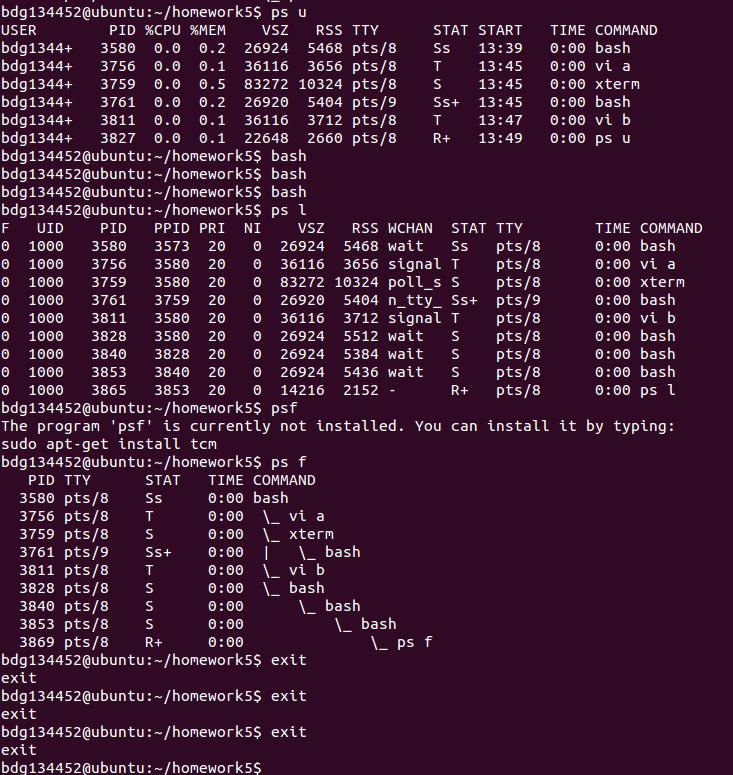 bdg134452@ubuntu:~/homework5$ ps u
USER        PID %CPU %MEM    VSZ   RSS TTY      STAT START   TIME COMMAND
bdg1344+   3580  0.0  0.2  26924  5468 pts/8    Ss   13:39   0:00 bash
bdg1344+   3756  0.0  0.1  36116  3656 pts/8    T    13:45   0:00 vi a
bdg1344+   3759  0.0  0.5  83272 10324 pts/8    S    13:45   0:00 xterm
bdg1344+   3761  0.0  0.2  26920  5404 pts/9    Ss+  13:45   0:00 bash
bdg1344+   3811  0.0  0.1  36116  3712 pts/8    T    13:47   0:00 vi b
bdg1344+   3827  0.0  0.1  22648  2660 pts/8    R+   13:49   0:00 ps u
bdg134452@ubuntu:~/homework5$ bash
bdg134452@ubuntu:~/homework5$ bash
bdg134452@ubuntu:~/homework5$ bash
bdg134452@ubuntu:~/homework5$ ps l
F   UID    PID   PPID PRI  NI    VSZ   RSS WCHAN  STAT TTY        TIME COMMAND
0  1000   3580   3573  20   0  26924  5468 wait   Ss   pts/8      0:00 bash
0  1000   3756   3580  20   0  36116  3656 signal T    pts/8      0:00 vi a
0  1000   3759   3580  20   0  83272 10324 poll_s S    pts/8      0:00 xterm
0  1000   3761   3759  20   0  26920  5404 n_tty_ Ss+  pts/9      0:00 bash
0  1000   3811   3580  20   0  36116  3712 signal T    pts/8      0:00 vi b
0  1000   3828   3580  20   0  26924  5512 wait   S    pts/8      0:00 bash
0  1000   3840   3828  20   0  26924  5384 wait   S    pts/8      0:00 bash
0  1000   3853   3840  20   0  26924  5436 wait   S    pts/8      0:00 bash
0  1000   3865   3853  20   0  14216  2152 -      R+   pts/8      0:00 ps l
bdg134452@ubuntu:~/homework5$ psf
The program 'psf' is currently not installed. You can install it by typing:
sudo apt-get install tcm
bdg134452@ubuntu:~/homework5$ ps f
   PID TTY      STAT   TIME COMMAND
  3580 pts/8    Ss     0:00 bash
  3756 pts/8    T      0:00  \_ vi a
  3759 pts/8    S      0:00  \_ xterm
  3761 pts/9    Ss+    0:00  |   \_ bash
  3811 pts/8    T      0:00  \_ vi b
  3828 pts/8    S      0:00  \_ bash
  3840 pts/8    S      0:00      \_ bash
  3853 pts/8    S      0:00          \_ bash
  3869 pts/8    R+     0:00              \_ ps f
bdg134452@ubuntu:~/homework5$ exit
exit
bdg134452@ubuntu:~/homework5$ exit
exit
bdg134452@ubuntu:~/homework5$ exit
exit
bdg134452@ubuntu:~/homework5$